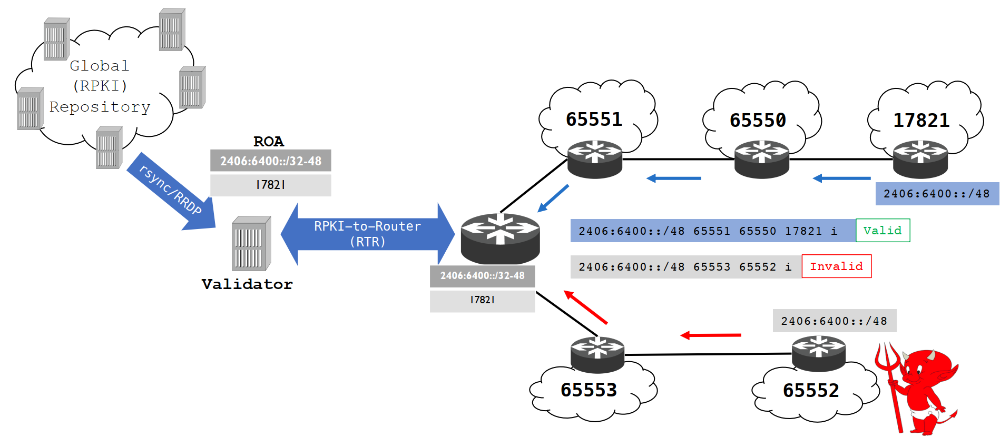 Global
(RPKI)
Repository
rsync/RRDP
ROA
2406:6400::/32-48
17821
Validator
RPKI-to-Router
(RTR)
2406:6400::/32-48
17821
65551
65550
17821
2406:6400::/48
2406:6400::/48 65551 65550 17821 i
Valid
2406:6400::/48 65553 65552 i
Invalid
2406:6400::/48
65553
65552